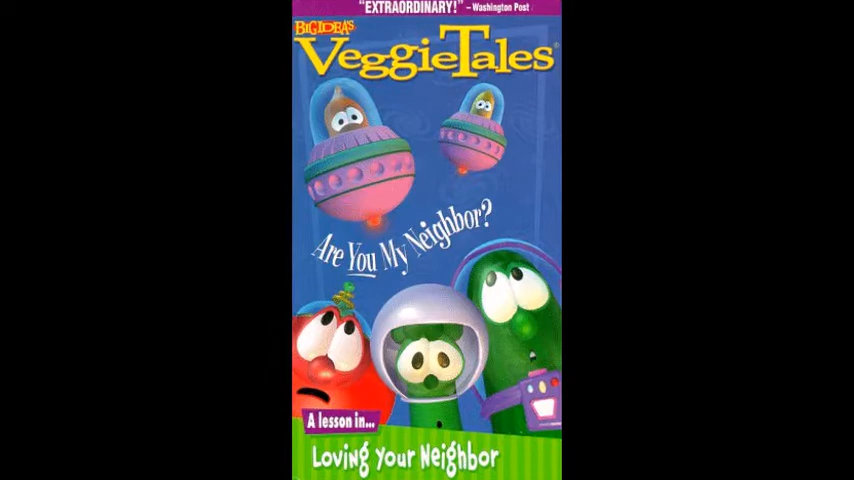 "EXTRAORDINARY!" – Washington Post
BIG IDEA'S
VeggieTales®
Are You My Neighbor?
A lesson in...
Loving Your Neighbor